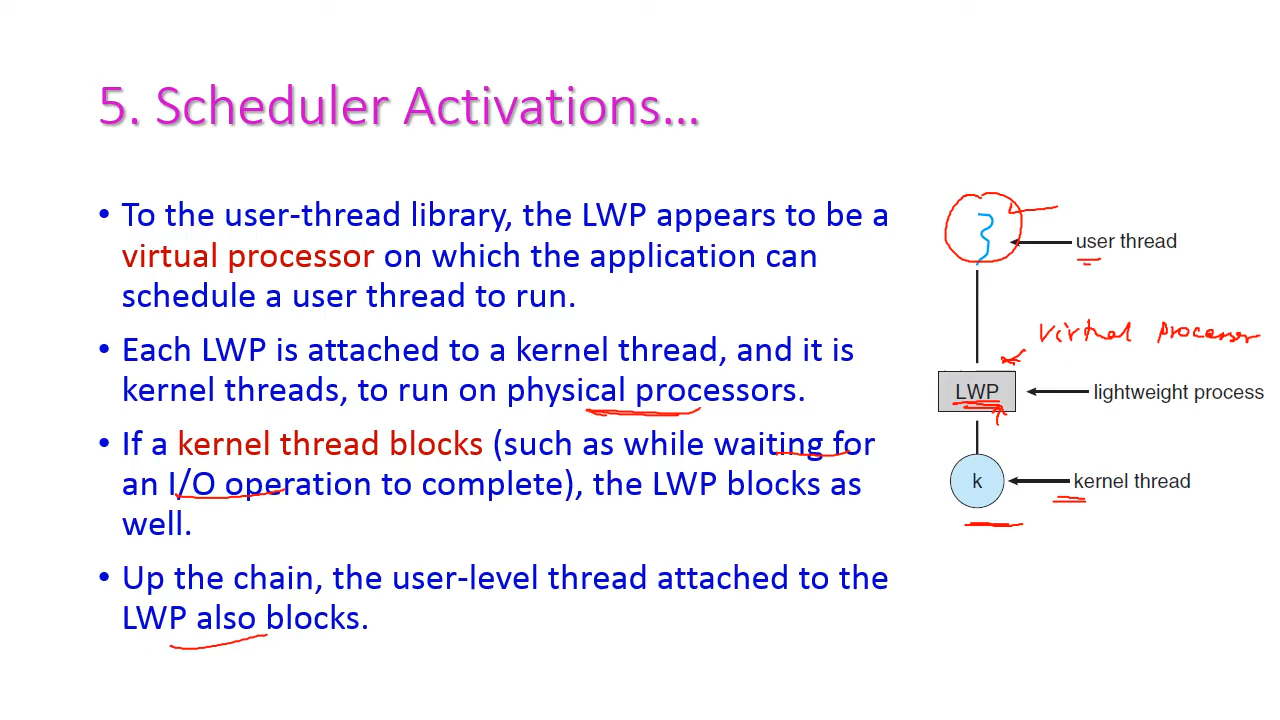 5. Scheduler Activations...
• To the user-thread library, the LWP appears to be a
virtual processor on which the application can
schedule a user thread to run.
• Each LWP is attached to a kernel thread, and it is
kernel threads, to run on physical processors.
• If a kernel thread blocks (such as while waiting for
an I/O operation to complete), the LWP blocks as
well.
• Up the chain, the user-level thread attached to the
LWP also blocks.
user thread
virtual processor
LWP
lightweight process
k
kernel thread